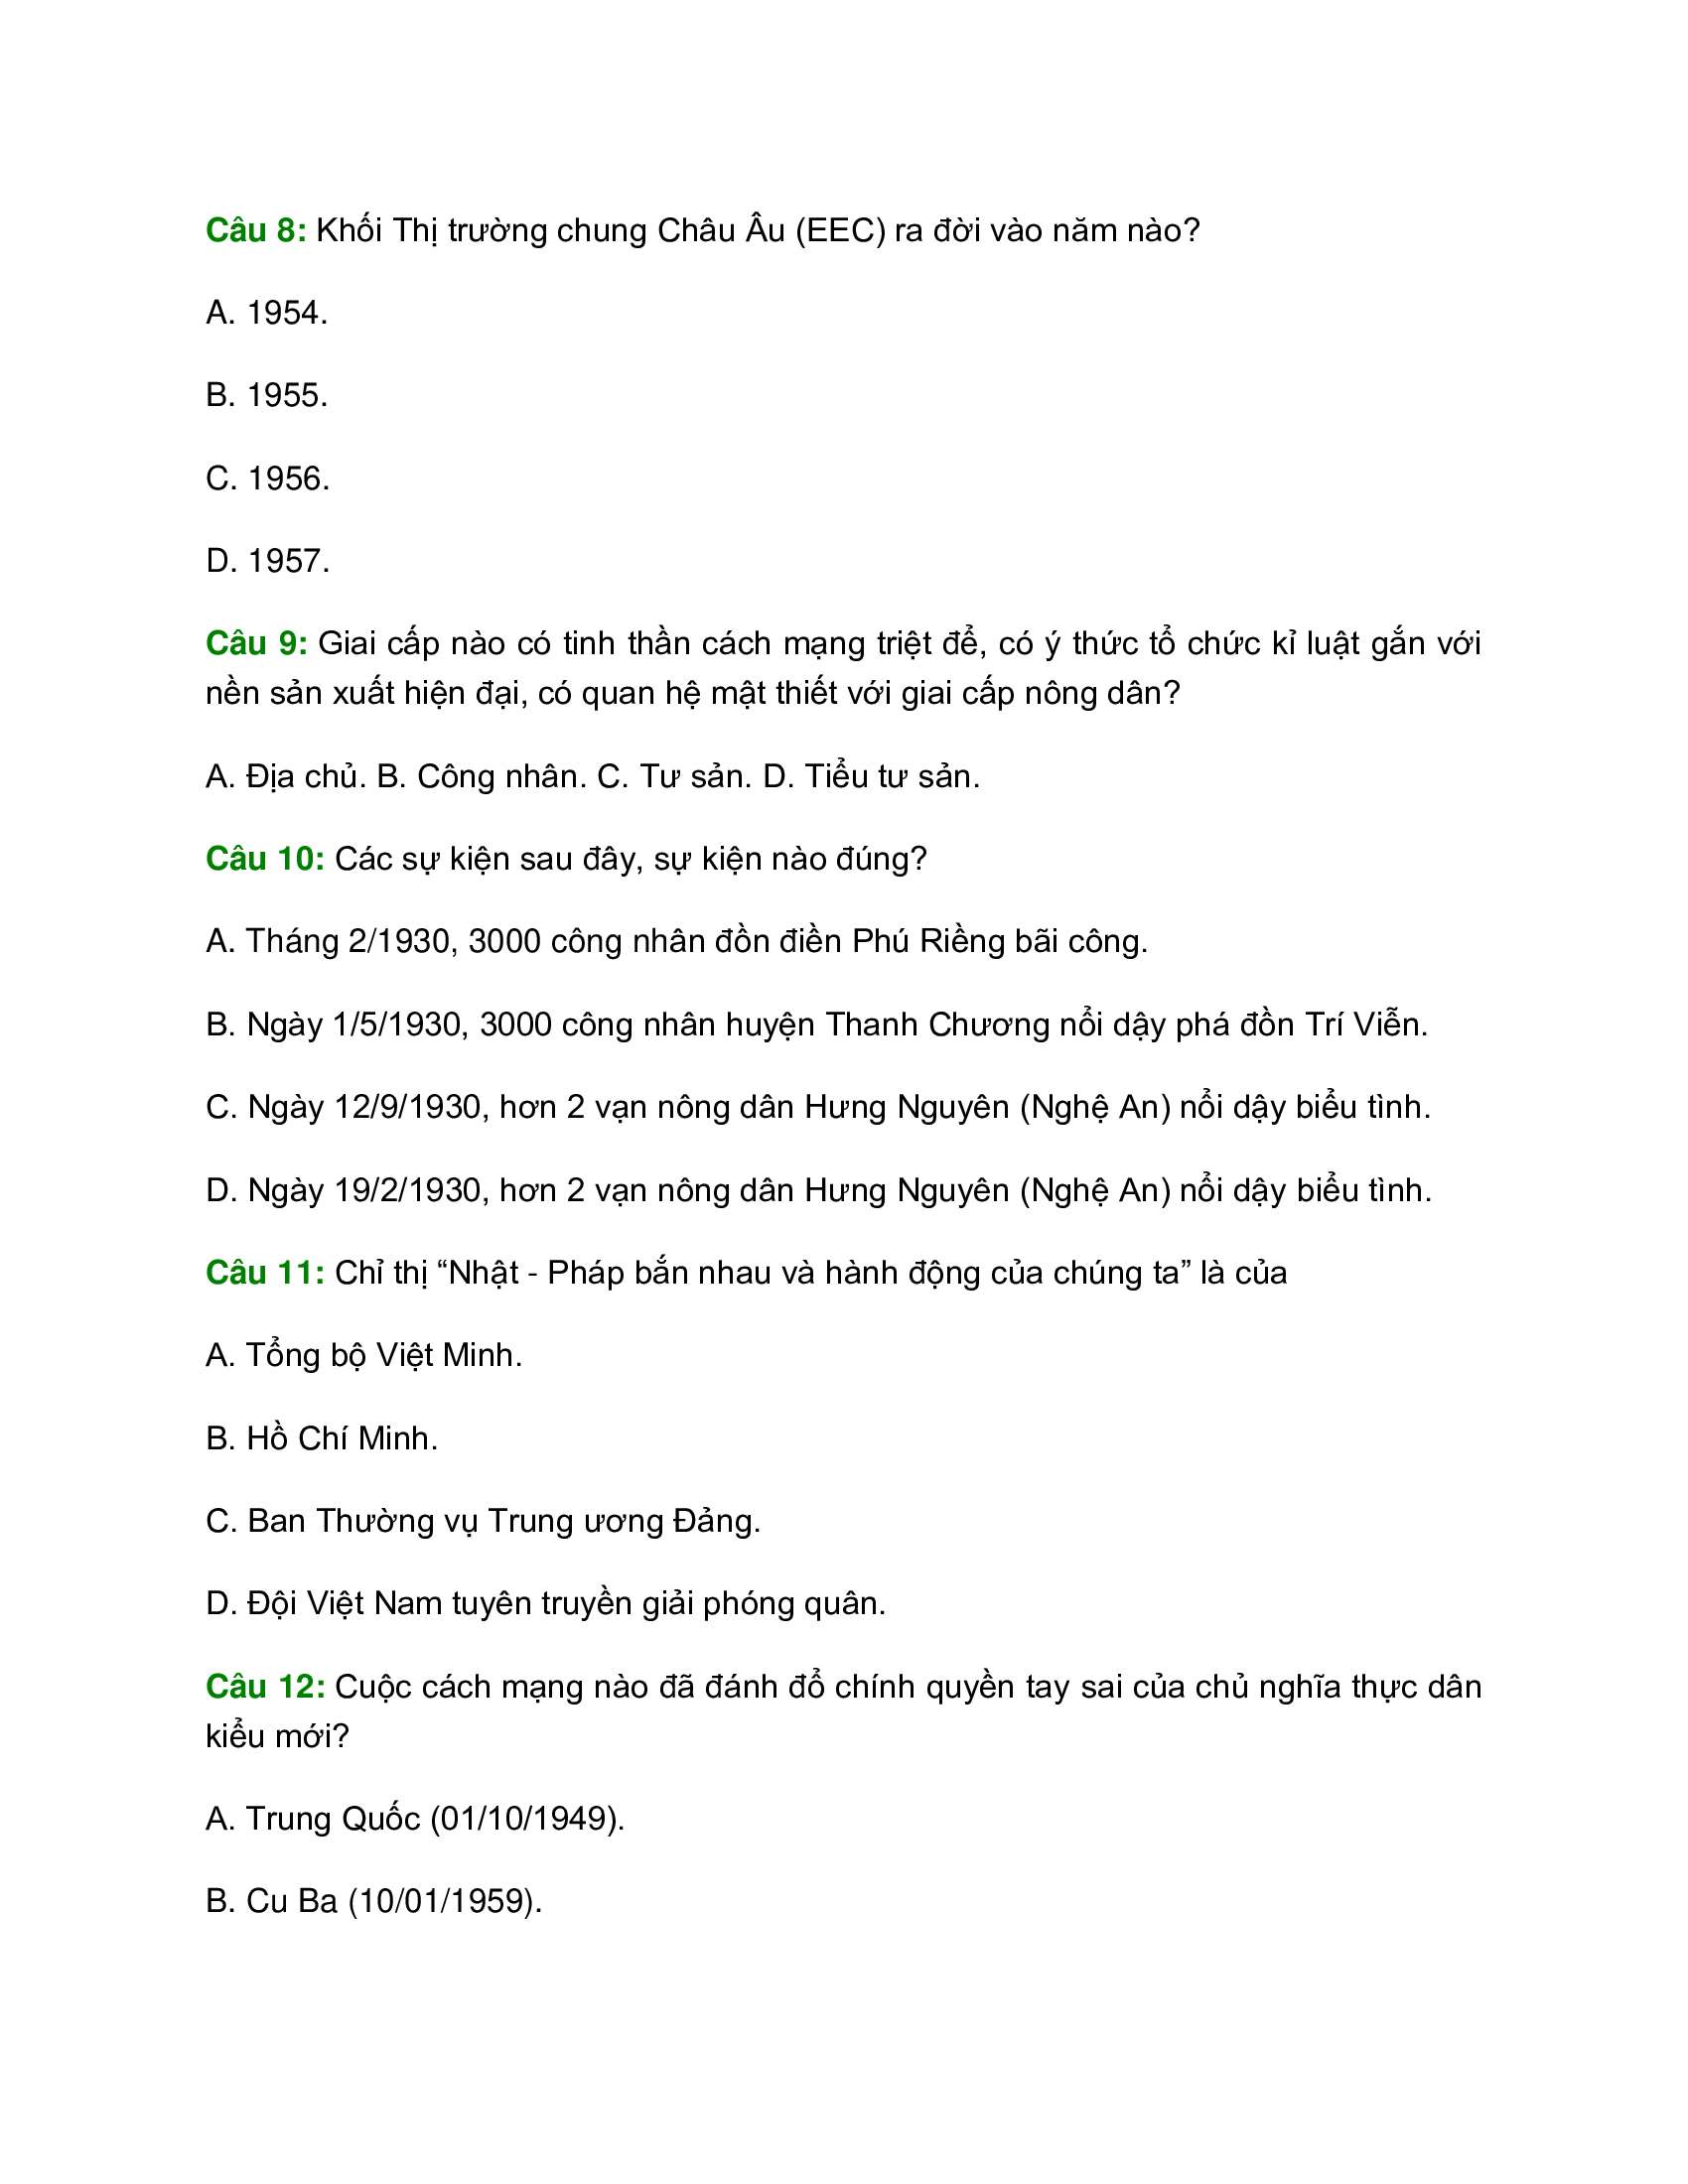 Câu 8: Khối Thị trường chung Châu Âu (EEC) ra đời vào năm nào?
A. 1954.
B. 1955.
C. 1956.
D. 1957.
Câu 9: Giai cấp nào có tinh thần cách mạng triệt để, có ý thức tổ chức kỉ luật gắn với
nền sản xuất hiện đại, có quan hệ mật thiết với giai cấp nông dân?
A. Địa chủ. B. Công nhân. C. Tư sản. D. Tiểu tư sản.
Câu 10: Các sự kiện sau đây, sự kiện nào đúng?
A. Tháng 2/1930, 3000 công nhân đồn điền Phú Riềng bãi công.
B. Ngày 1/5/1930, 3000 công nhân huyện Thanh Chương nổi dậy phá đồn Trí Viễn.
C. Ngày 12/9/1930, hơn 2 vạn nông dân Hưng Nguyên (Nghệ An) nổi dậy biểu tình.
D. Ngày 19/2/1930, hơn 2 vạn nông dân Hưng Nguyên (Nghệ An) nổi dậy biểu tình.
Câu 11: Chỉ thị “Nhật - Pháp bắn nhau và hành động của chúng ta” là của
A. Tổng bộ Việt Minh.
B. Hồ Chí Minh.
C. Ban Thường vụ Trung ương Đảng.
D. Đội Việt Nam tuyên truyền giải phóng quân.
Câu 12: Cuộc cách mạng nào đã đánh đổ chính quyền tay sai của chủ nghĩa thực dân
kiểu mới?
A. Trung Quốc (01/10/1949).
B. Cu Ba (10/01/1959).